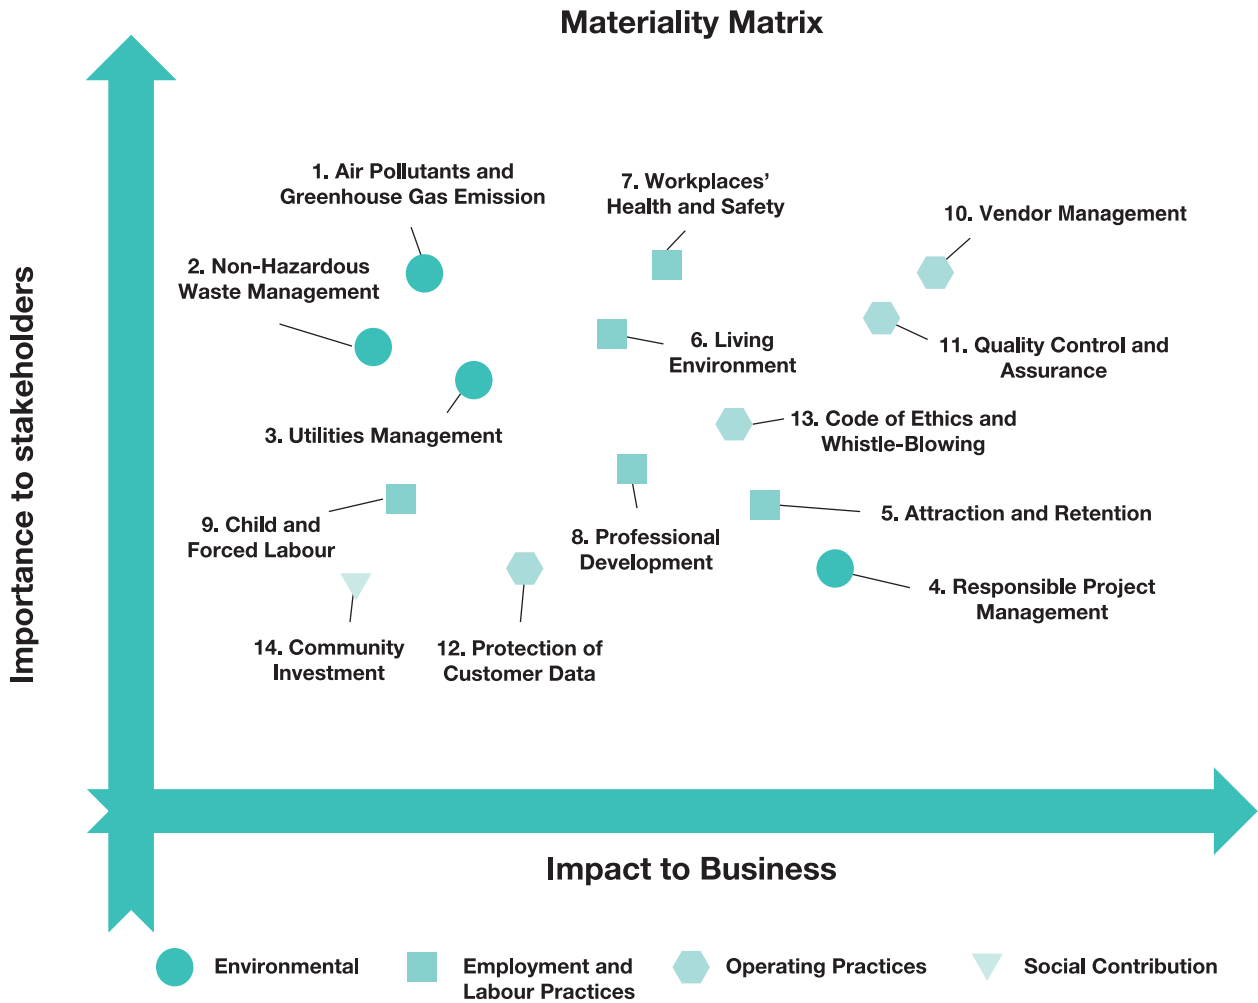 Materiality Matrix
Importance to stakeholders
1. Air Pollutants and
Greenhouse Gas Emission
7. Workplaces’
Health and Safety
10. Vendor Management
2. Non-Hazardous
Waste Management
6. Living
Environment
11. Quality Control and
Assurance
3. Utilities Management
13. Code of Ethics and
Whistle-Blowing
9. Child and
Forced Labour
8. Professional
Development
5. Attraction and Retention
4. Responsible Project
Management
14. Community
Investment
12. Protection of
Customer Data
Impact to Business
Environmental
Employment and
Labour Practices
Operating Practices
Social Contribution